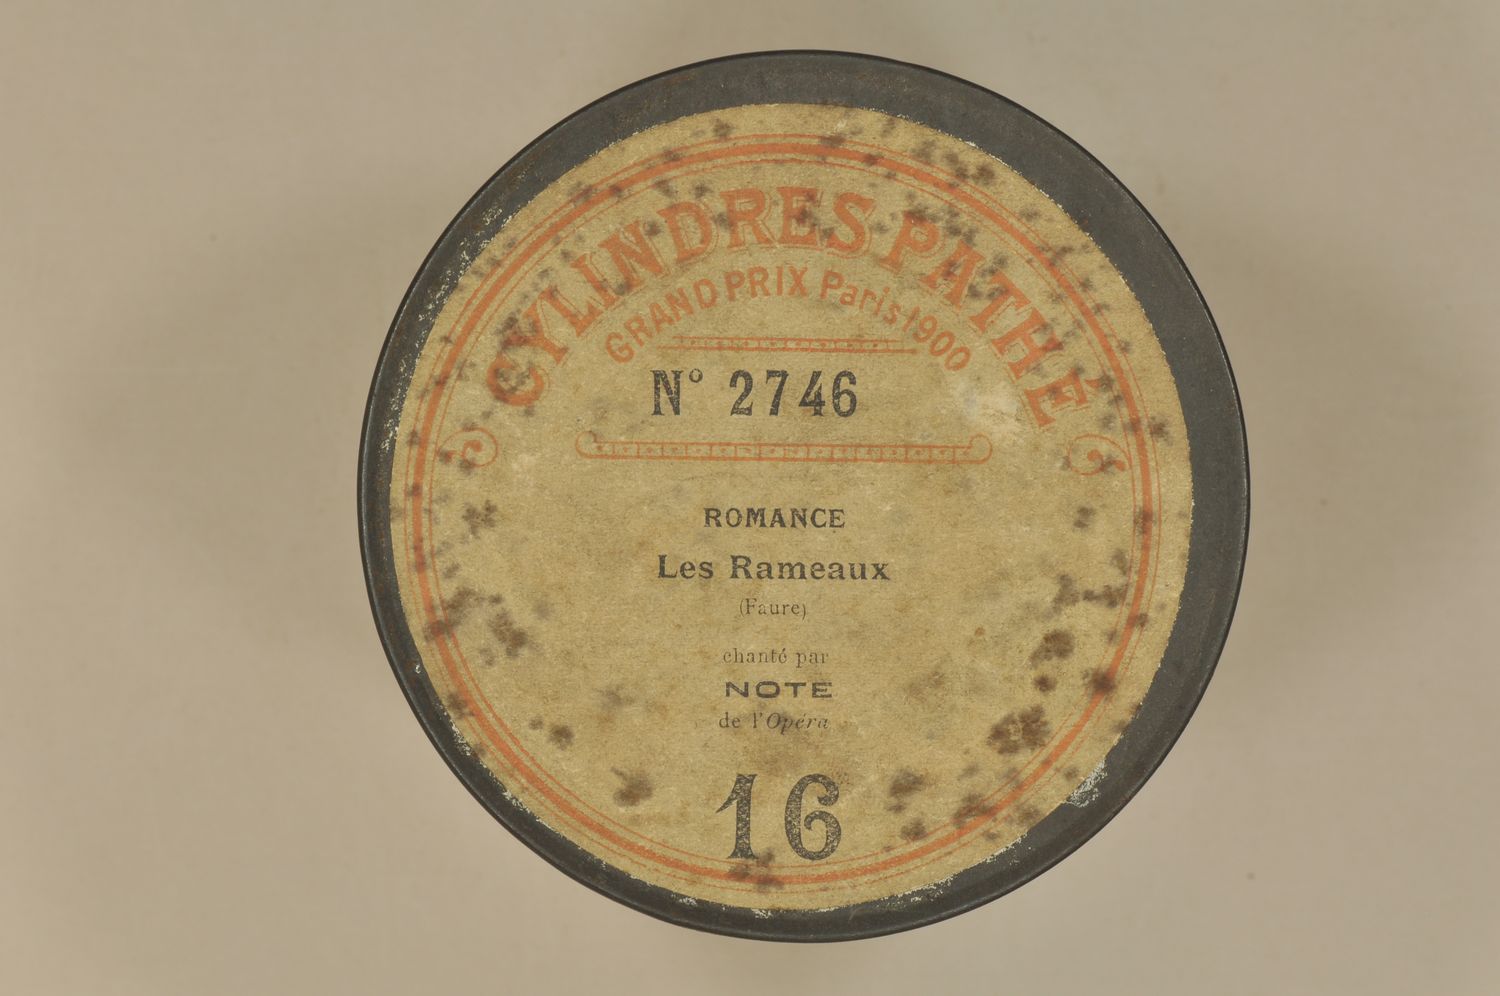 CYLINDRES PATHÉ
GRAND PRIX Paris 1900
N° 2746
ROMANCE
Les Rameaux
(Faure)
chanté par
NOTE
de l'Opéra
16